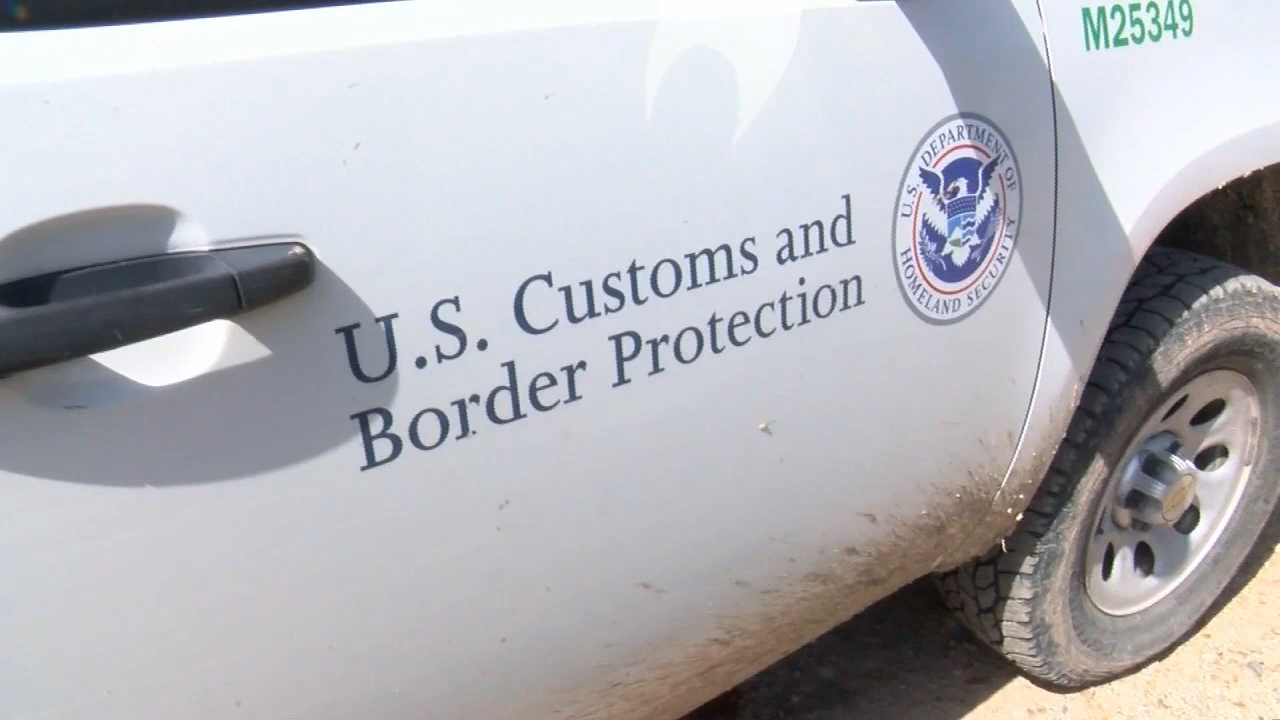 M25349
U.S. DEPARTMENT OF
HOMELAND SECURITY
U.S. Customs and
Border Protection